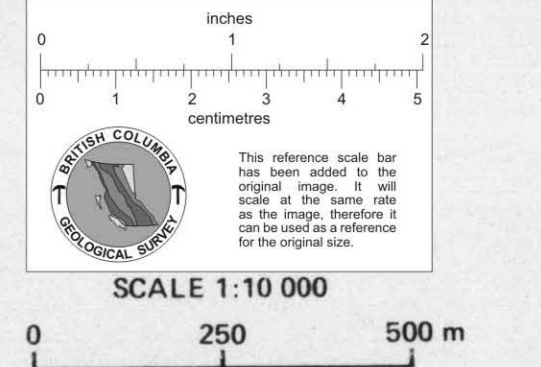 inches
0 1 2
0 1 2 3 4 5
centimetres
BRITISH COLUMBIA
GEOLOGICAL SURVEY
This reference scale bar
has been added to the
original image. It will
scale at the same rate
as the image, therefore it
can be used as a reference
for the original size.
SCALE 1:10 000
0 250 500 m